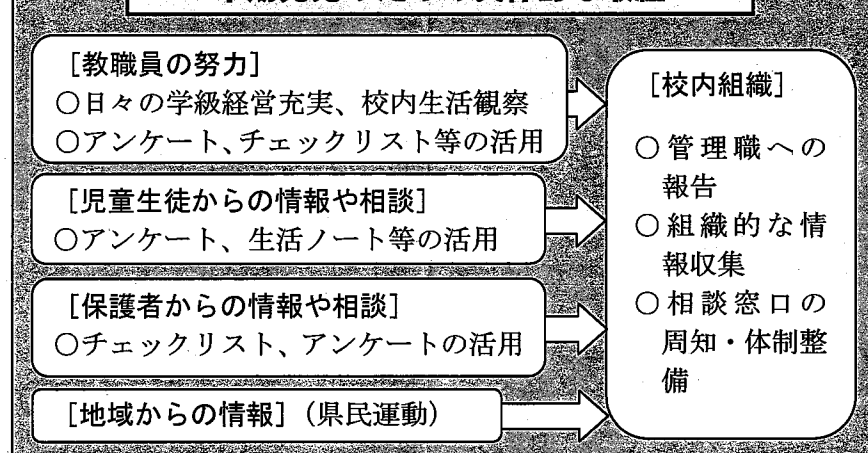 [教職員の努力]
○日々の学級経営充実、校内生活観察
○アンケート、チェックリスト等の活用
[児童生徒からの情報や相談]
○アンケート、生活ノート等の活用
[保護者からの情報や相談]
○チェックリスト、アンケートの活用
[地域からの情報]（県民運動）
[校内組織]
○管理職への
報告
○組織的な情
報収集
○相談窓口の
周知・体制整
備